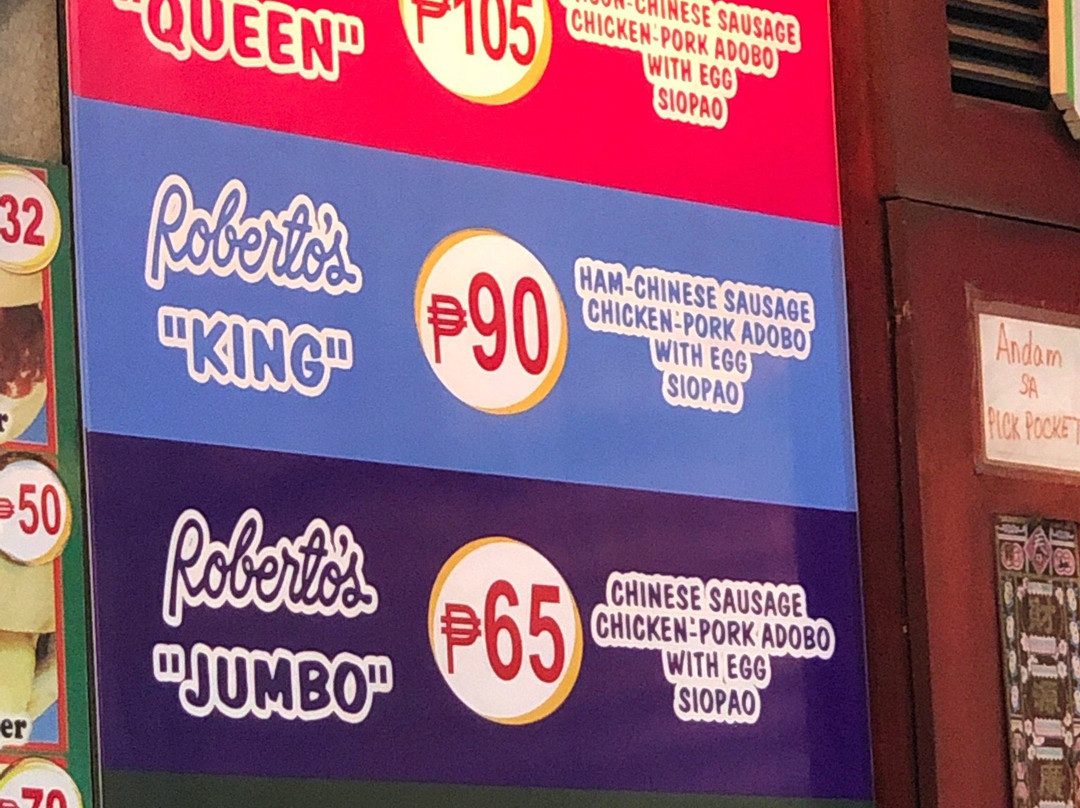 "QUEEN"
₱105
-CHINESE SAUSAGE
CHICKEN-PORK ADOBO
WITH EGG
SIOPAO
Roberto's
"KING"
₱90
HAM-CHINESE SAUSAGE
CHICKEN-PORK ADOBO
WITH EGG
SIOPAO
Roberto's
"JUMBO"
₱65
CHINESE SAUSAGE
CHICKEN-PORK ADOBO
WITH EGG
SIOPAO
32
₱50
er
₱70
Andam
SA
PICK POCKET